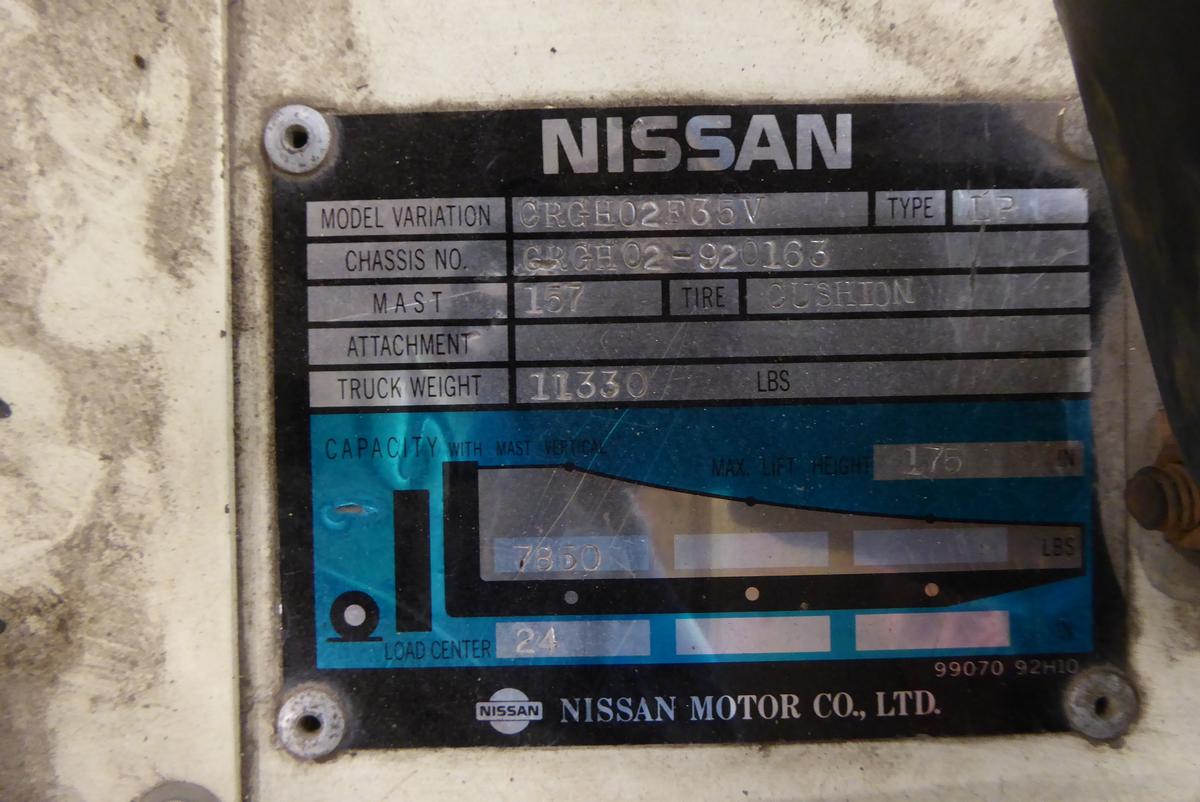 NISSAN
MODEL VARIATION CRGH02F35V TYPE LP
CHASSIS NO. CRGH02-920163
MAST 157 TIRE CUSHION
ATTACHMENT
TRUCK WEIGHT 11330 LBS
CAPACITY WITH MAST VERTICAL
MAX. LIFT HEIGHT 175 IN
7850 LBS
LOAD CENTER 24 IN
99070 92H10
NISSAN NISSAN MOTOR CO., LTD.